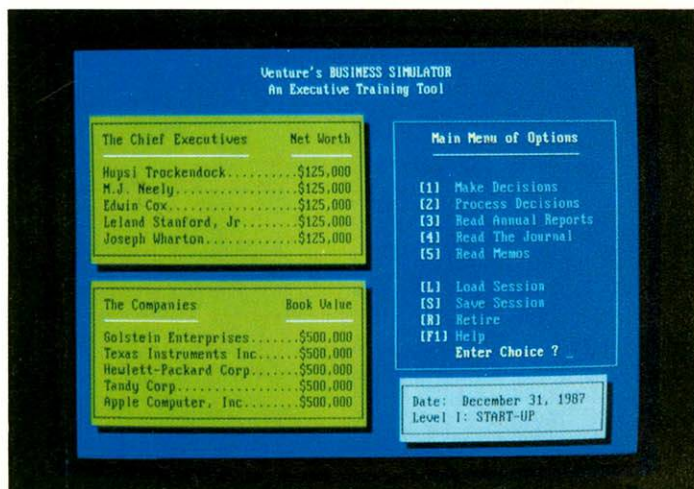 Venture's BUSINESS SIMULATOR
An Executive Training Tool
The Chief Executives Net Worth
Hupsi Trockendock..........$125,000
M.J. Neely.................$125,000
Edwin Cox..................$125,000
Leland Stanford, Jr........$125,000
Joseph Wharton.............$125,000
The Companies Book Value
Golstein Enterprises.......$500,000
Texas Instruments Inc......$500,000
Hewlett-Packard Corp.......$500,000
Tandy Corp.................$500,000
Apple Computer, Inc........$500,000
Main Menu of Options
[1] Make Decisions
[2] Process Decisions
[3] Read Annual Reports
[4] Read The Journal
[5] Read Memos
[L] Load Session
[S] Save Session
[R] Retire
[F1] Help
Enter Choice ? _
Date: December 31, 1987
Level I: START-UP